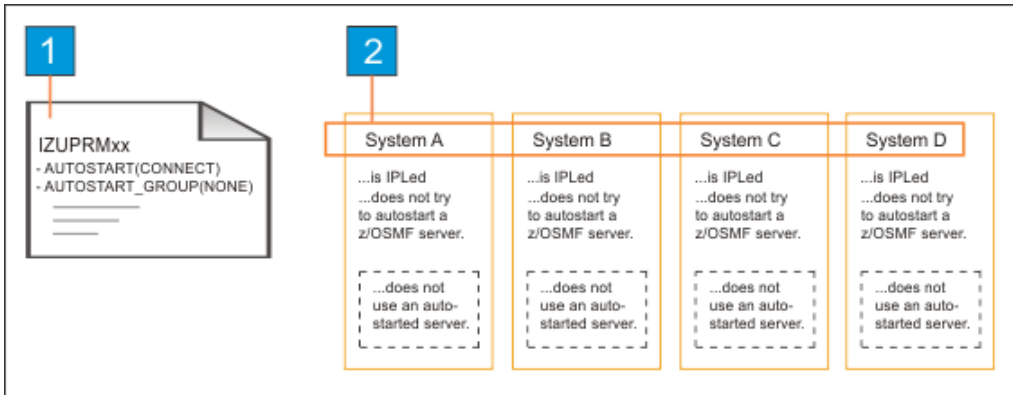 1
2
IZUPRMxx
- AUTOSTART(CONNECT)
- AUTOSTART_GROUP(NONE)
System A
...is IPLed
...does not try
to autostart a
z/OSMF server.
...does not
use an auto-
started server.
System B
...is IPLed
...does not try
to autostart a
z/OSMF server.
...does not
use an auto-
started server.
System C
...is IPLed
...does not try
to autostart a
z/OSMF server.
...does not
use an auto-
started server.
System D
...is IPLed
...does not try
to autostart a
z/OSMF server.
...does not
use an auto-
started server.